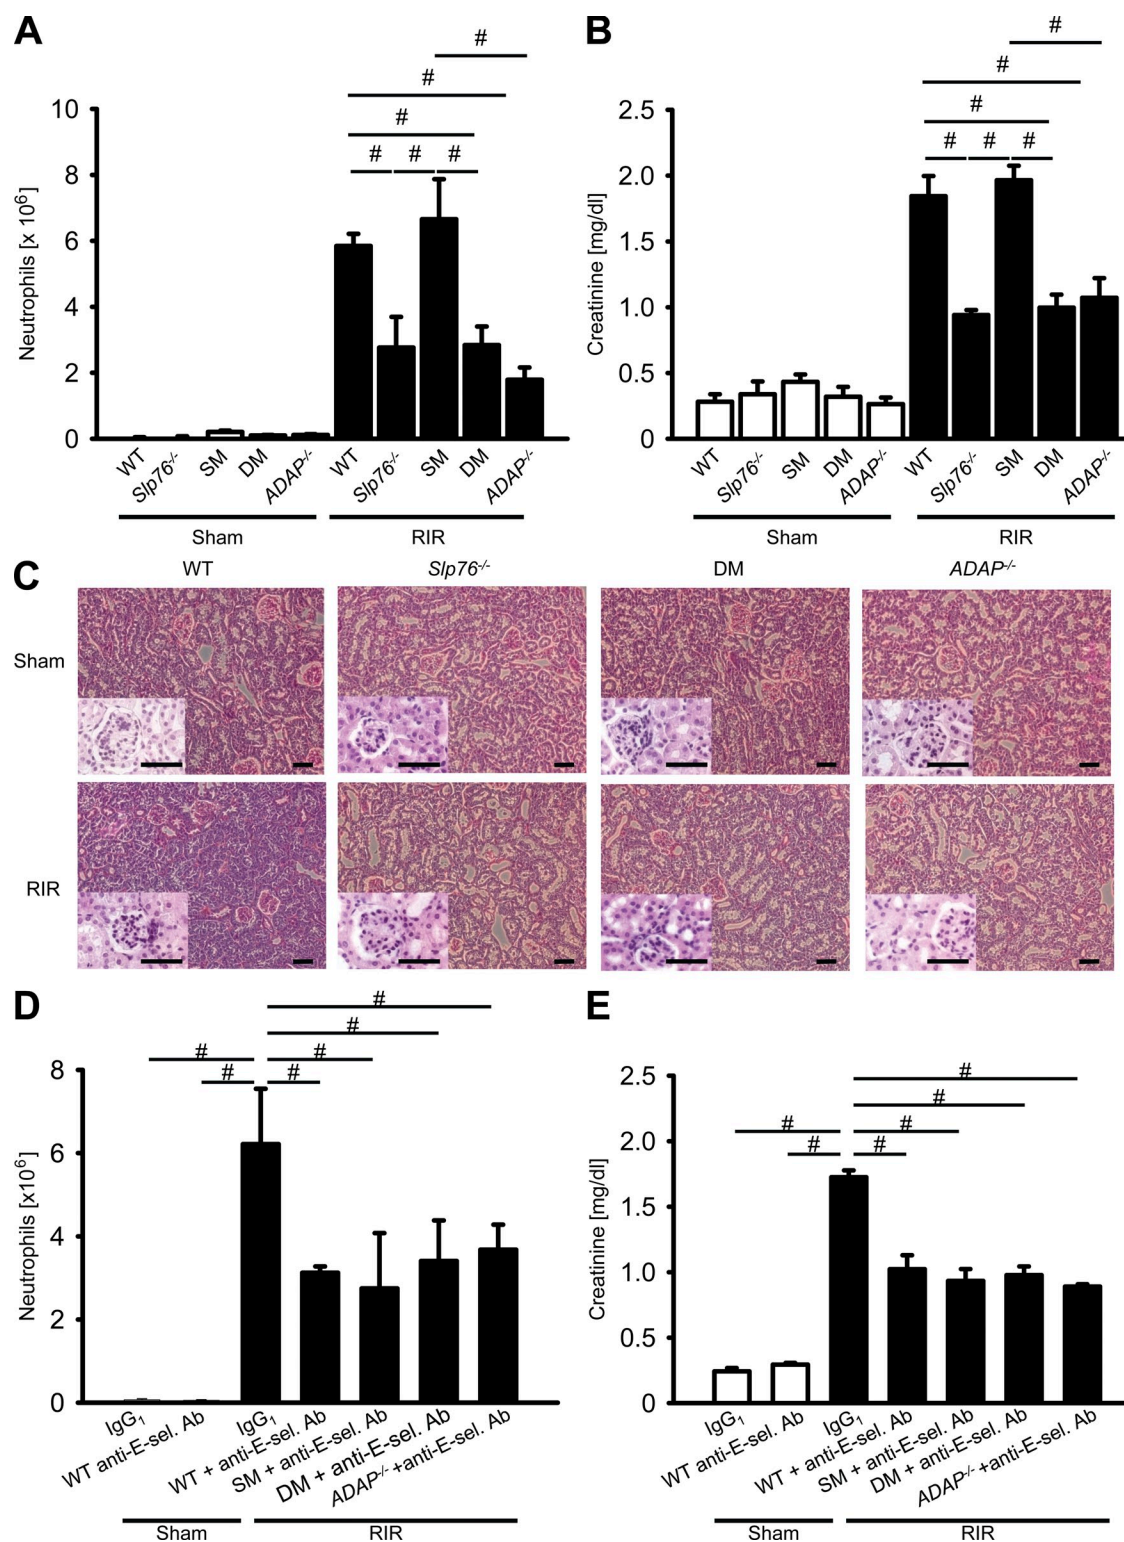 A
#
#
#
# # #
10
8
6
4
2
0
Neutrophils [x 10⁶]
WT Slp76-/- SM DM ADAP-/- WT Slp76-/- SM DM ADAP-/-
Sham RIR
B
#
#
#
# # #
2.5
2.0
1.5
1.0
0.5
0
Creatinine [mg/dl]
WT Slp76-/- SM DM ADAP-/- WT Slp76-/- SM DM ADAP-/-
Sham RIR
C
WT Slp76-/- DM ADAP-/-
Sham
RIR
D
#
#
# #
# #
8
6
4
2
0
Neutrophils [x10⁶]
IgG₁
WT anti-E-sel. Ab
IgG₁
WT + anti-E-sel. Ab
SM + anti-E-sel. Ab
DM + anti-E-sel. Ab
ADAP-/- +anti-E-sel. Ab
Sham RIR
E
#
#
# #
# #
2.5
2.0
1.5
1.0
0.5
0
Creatinine [mg/dl]
IgG₁
WT anti-E-sel. Ab
IgG₁
WT + anti-E-sel. Ab
SM + anti-E-sel. Ab
DM + anti-E-sel. Ab
ADAP-/- +anti-E-sel. Ab
Sham RIR